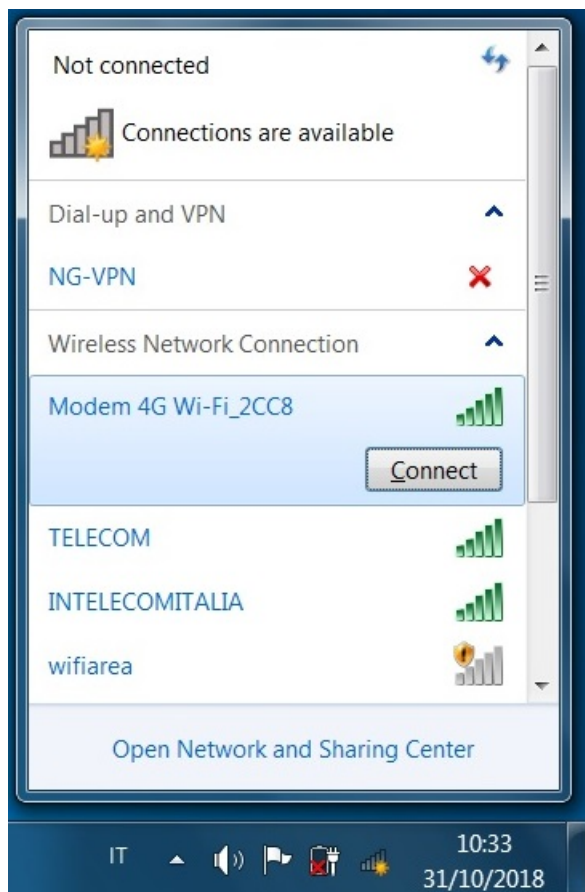 Not connected
Connections are available
Dial-up and VPN
NG-VPN
Wireless Network Connection
Modem 4G Wi-Fi_2CC8
Connect
TELECOM
INTELECOMITALIA
wifiarea
Open Network and Sharing Center
IT
10:33
31/10/2018